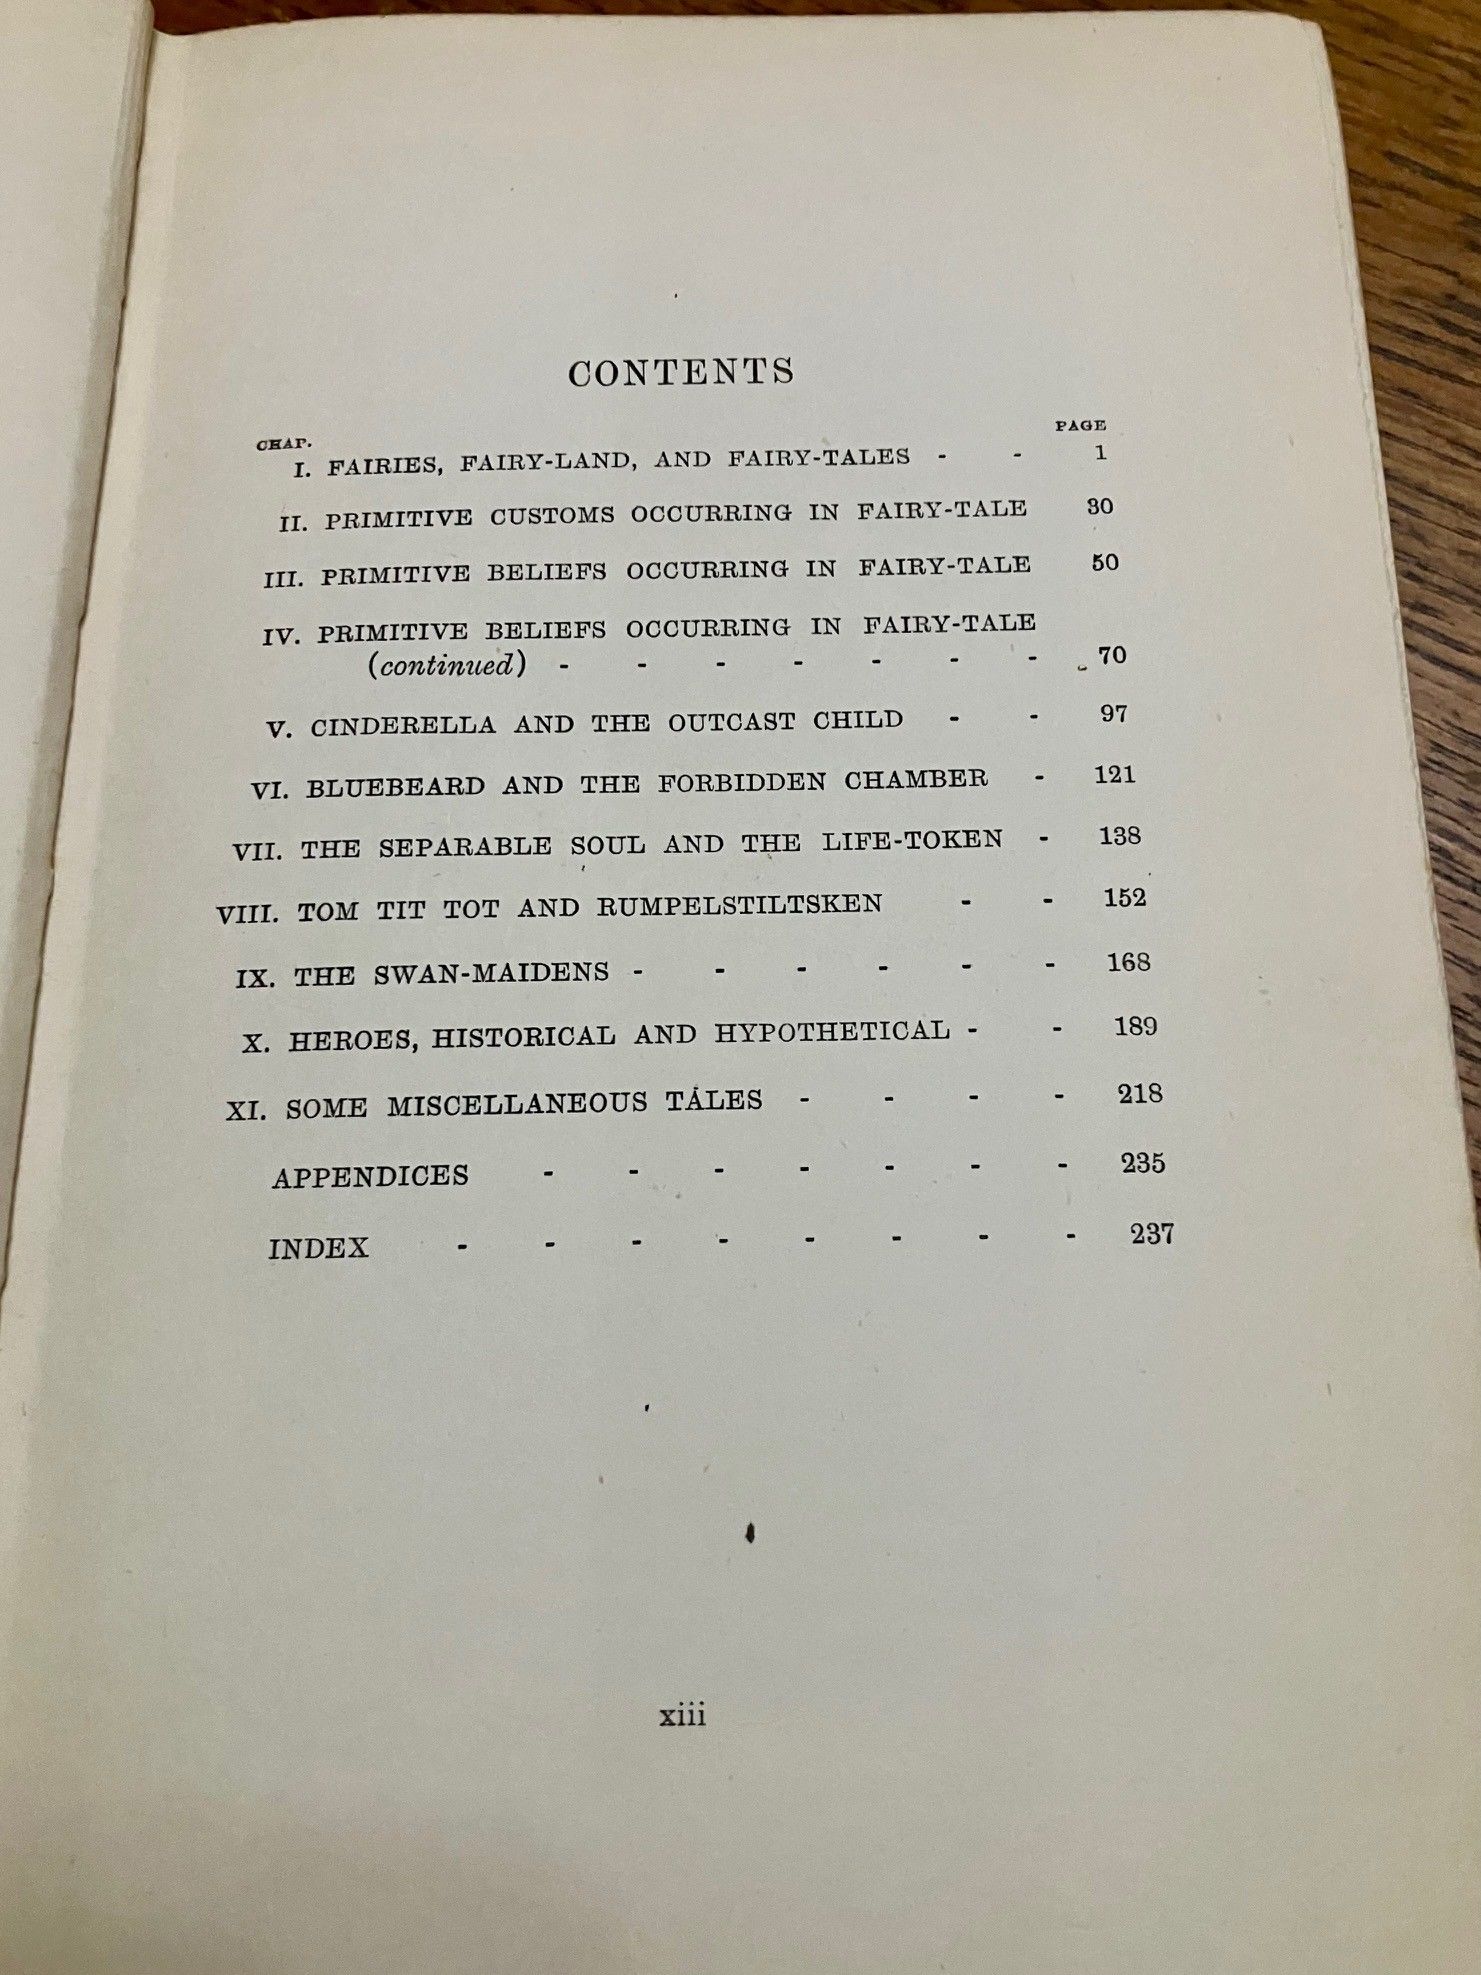 CONTENTS
CHAP. PAGE
I. FAIRIES, FAIRY-LAND, AND FAIRY-TALES - - 1
II. PRIMITIVE CUSTOMS OCCURRING IN FAIRY-TALE 30
III. PRIMITIVE BELIEFS OCCURRING IN FAIRY-TALE 50
IV. PRIMITIVE BELIEFS OCCURRING IN FAIRY-TALE
(continued) - - - - - - - 70
V. CINDERELLA AND THE OUTCAST CHILD - - 97
VI. BLUEBEARD AND THE FORBIDDEN CHAMBER - 121
VII. THE SEPARABLE SOUL AND THE LIFE-TOKEN - 138
VIII. TOM TIT TOT AND RUMPELSTILTSKEN - - 152
IX. THE SWAN-MAIDENS - - - - - - 168
X. HEROES, HISTORICAL AND HYPOTHETICAL - - 189
XI. SOME MISCELLANEOUS TALES - - - - 218
APPENDICES - - - - - - - 235
INDEX - - - - - - - - 237
xiii